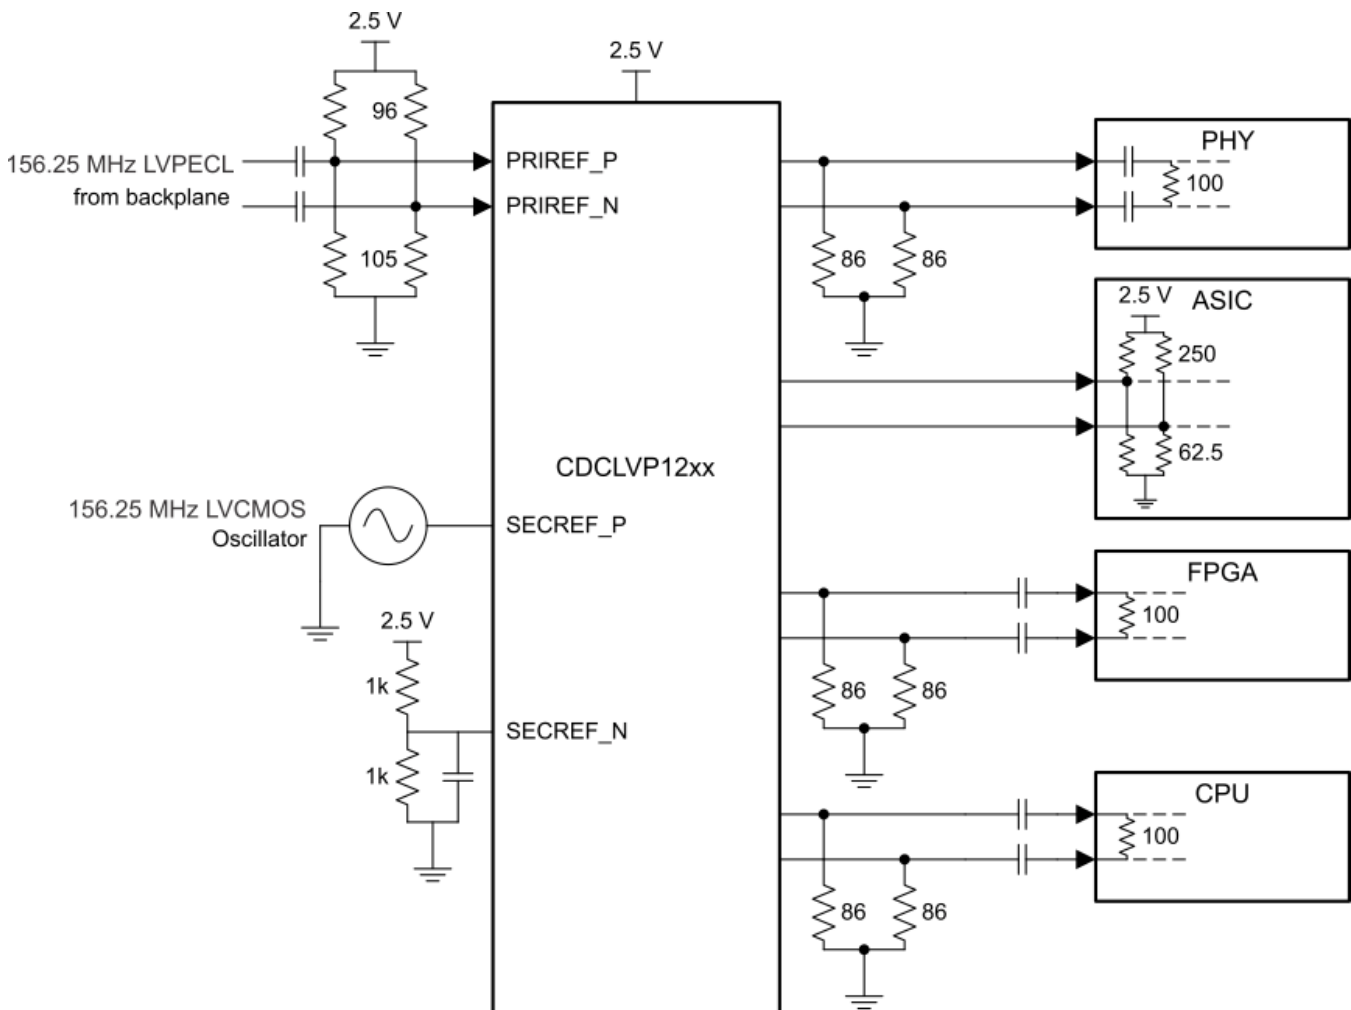 2.5 V
2.5 V
96
156.25 MHz LVPECL
from backplane
PRIREF_P
PRIREF_N
105
PHY
100
86
86
2.5 V
ASIC
250
62.5
CDCLVP12xx
156.25 MHz LVCMOS
Oscillator
SECREF_P
2.5 V
1k
SECREF_N
1k
FPGA
100
86
86
CPU
100
86
86